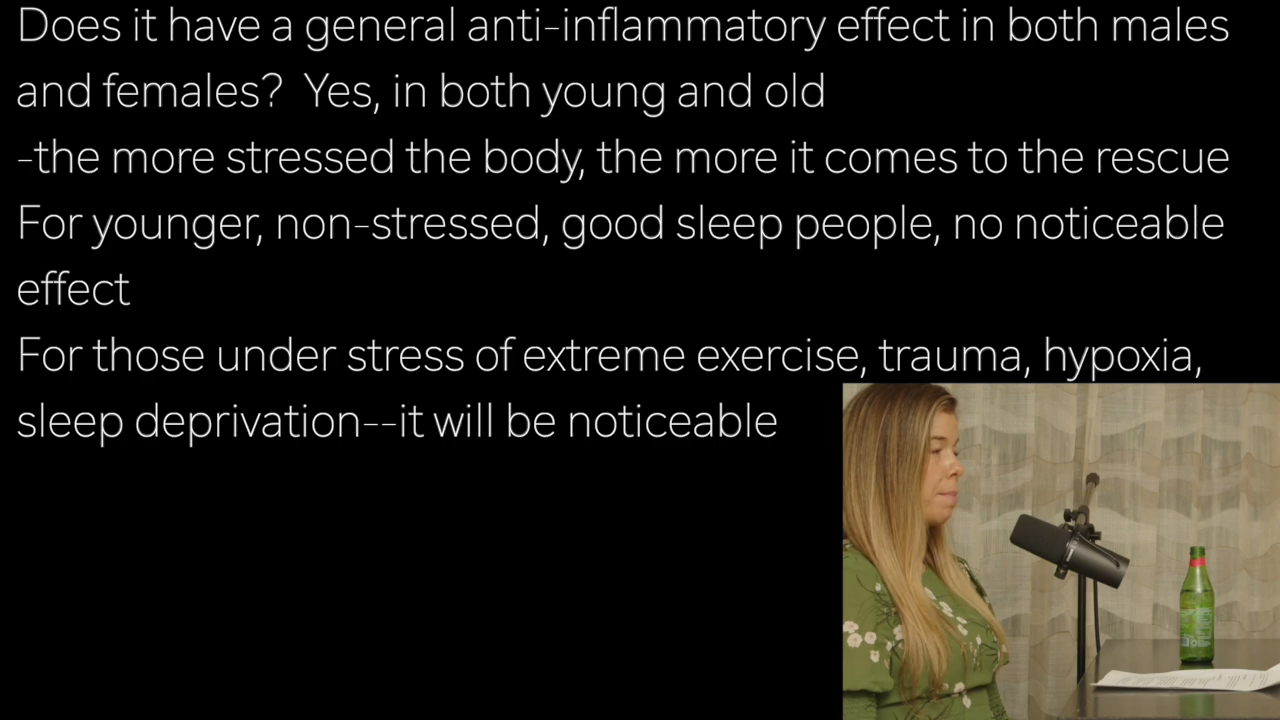 Does it have a general anti-inflammatory effect in both males
and females?  Yes, in both young and old
-the more stressed the body, the more it comes to the rescue
For younger, non-stressed, good sleep people, no noticeable
effect
For those under stress of extreme exercise, trauma, hypoxia,
sleep deprivation--it will be noticeable